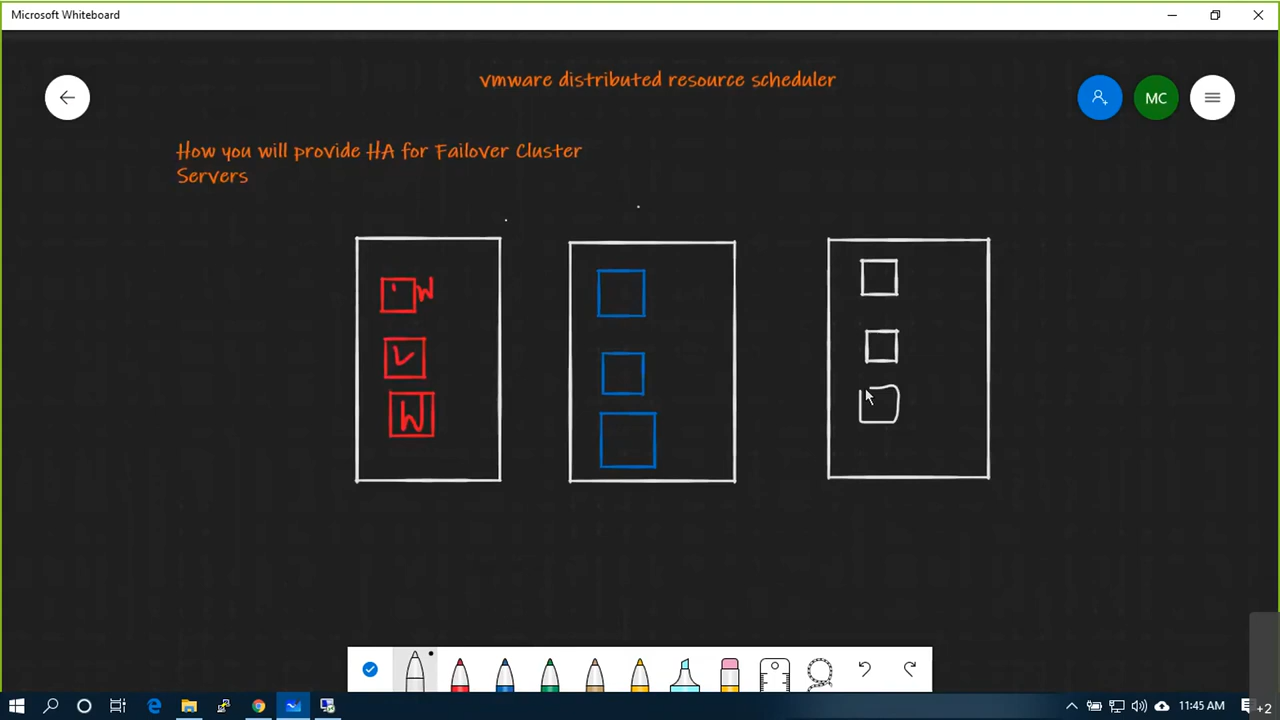 Microsoft Whiteboard
vmware distributed resource scheduler
MC
How you will provide HA for Failover Cluster
Servers
W
W
11:45 AM
+2